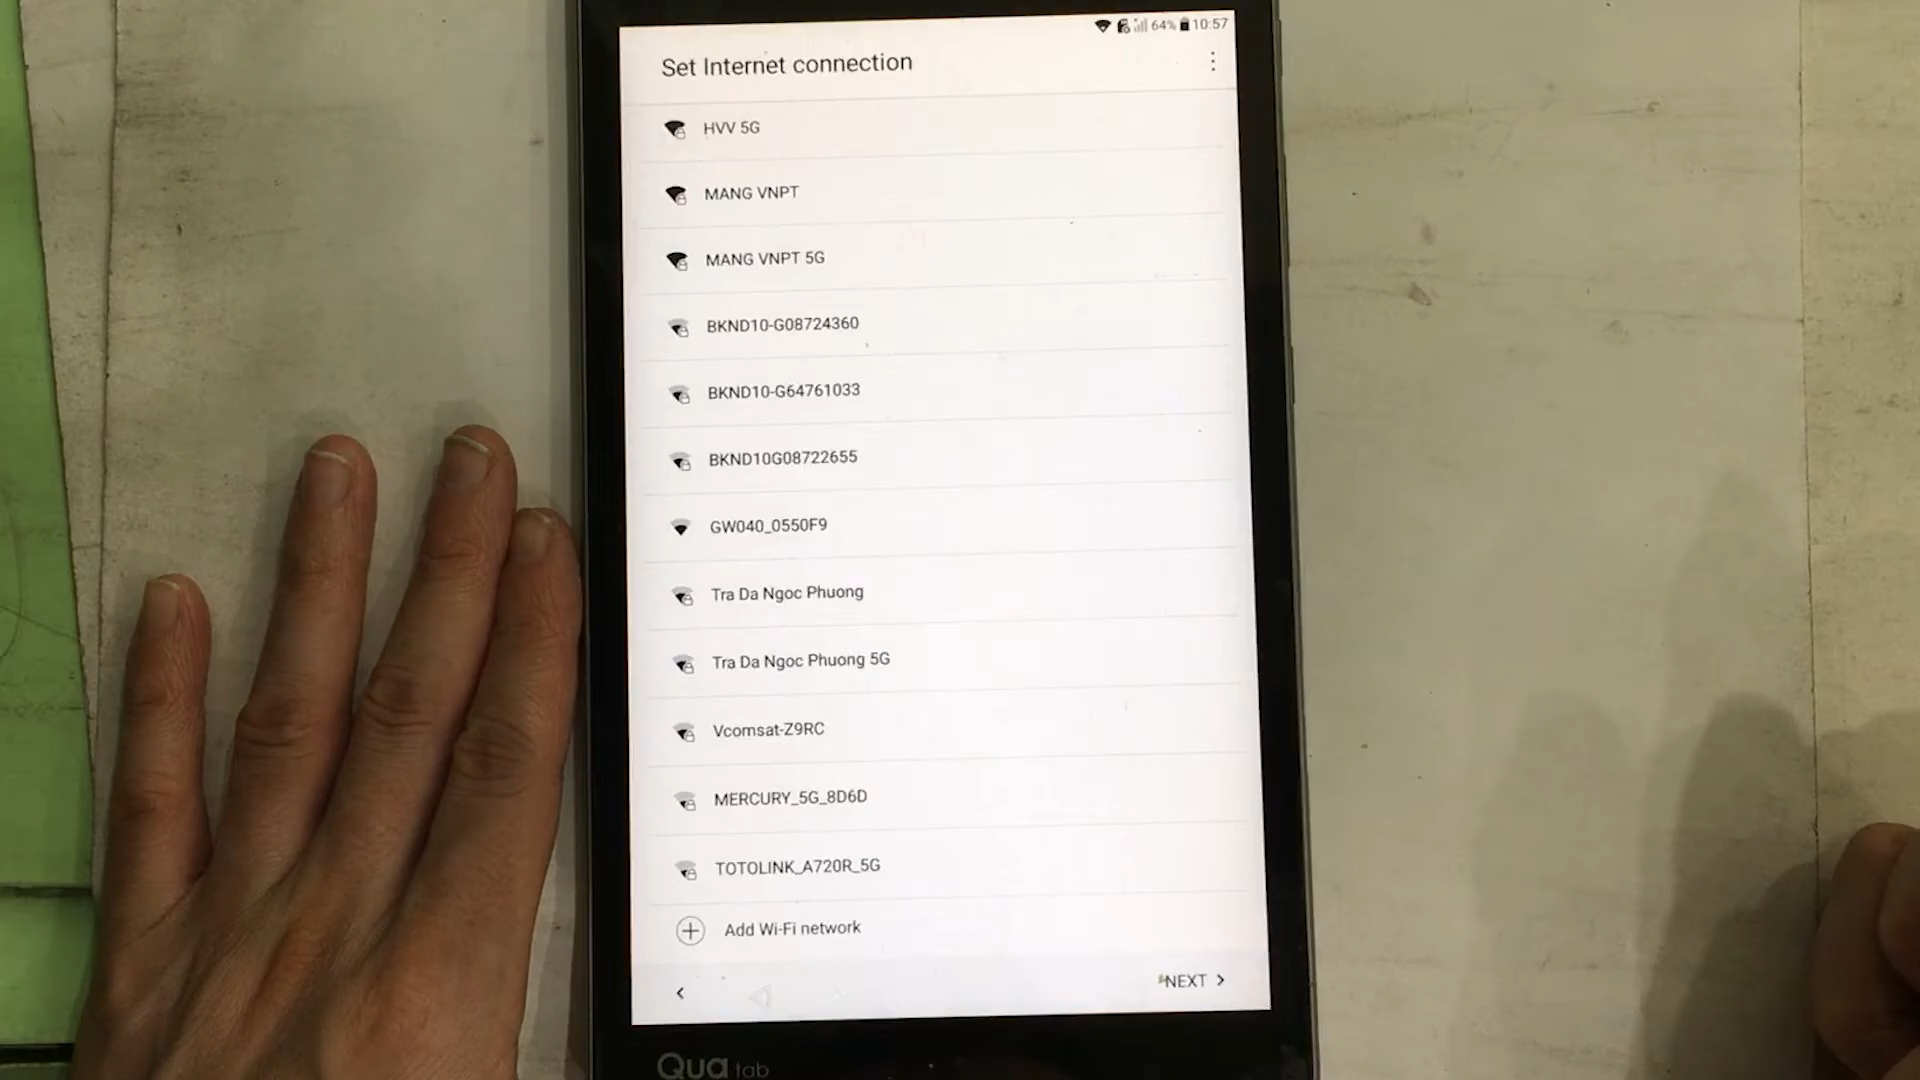 64% 10:57
Set Internet connection
HVV 5G
MANG VNPT
MANG VNPT 5G
BKND10-G08724360
BKND10-G64761033
BKND10G08722655
GW040_0550F9
Tra Da Ngoc Phuong
Tra Da Ngoc Phuong 5G
Vcomsat-Z9RC
MERCURY_5G_8D6D
TOTOLINK_A720R_5G
Add Wi-Fi network
NEXT
Qua tab